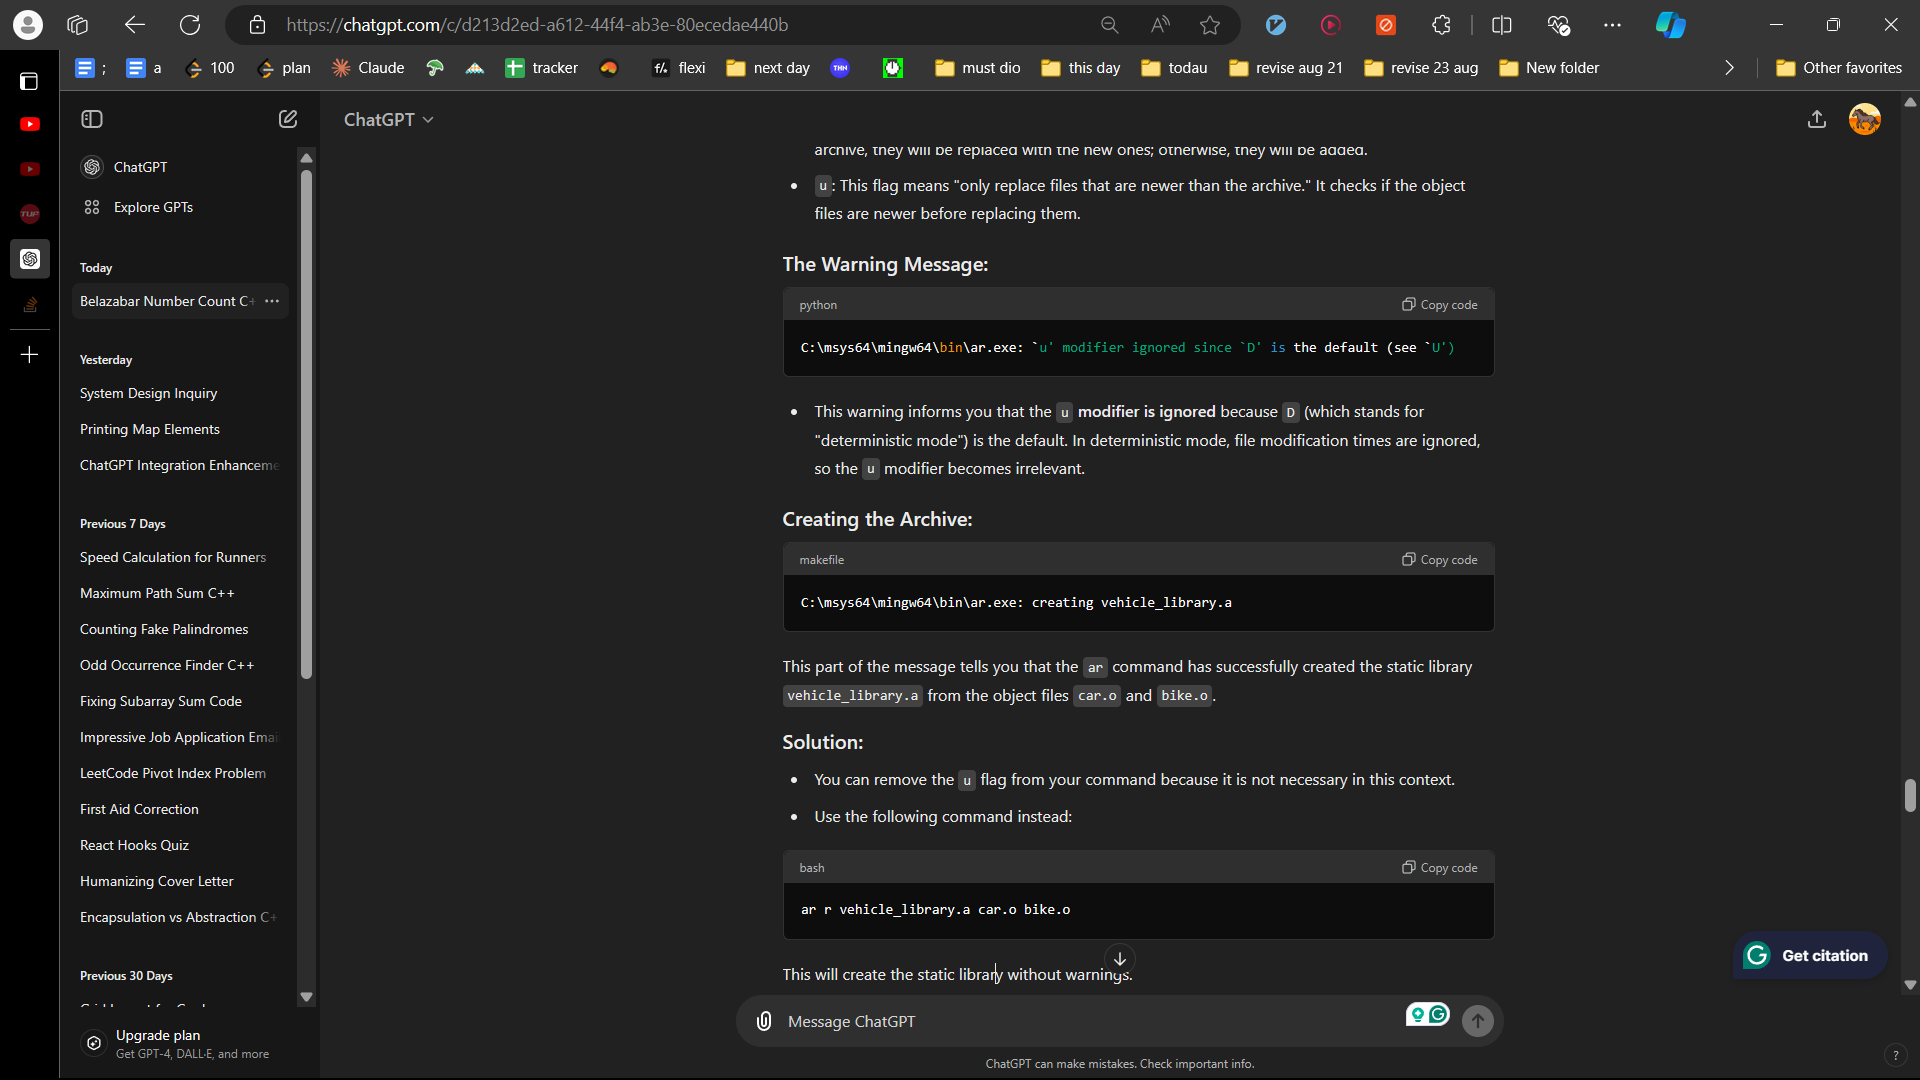 https://chatgpt.com/c/d213d2ed-a612-44f4-ab3e-80ecedae440b
;
a
100
plan
Claude
tracker
f/.
flexi
next day
THN
must dio
this day
todau
revise aug 21
revise 23 aug
New folder
Other favorites
ChatGPT
Explore GPTs
Today
Belazabar Number Count C+
Yesterday
System Design Inquiry
Printing Map Elements
ChatGPT Integration Enhanceme
Previous 7 Days
Speed Calculation for Runners
Maximum Path Sum C++
Counting Fake Palindromes
Odd Occurrence Finder C++
Fixing Subarray Sum Code
Impressive Job Application Emai
LeetCode Pivot Index Problem
First Aid Correction
React Hooks Quiz
Humanizing Cover Letter
Encapsulation vs Abstraction C+
Previous 30 Days
Upgrade plan
Get GPT-4, DALL·E, and more
ChatGPT
archive, they will be replaced with the new ones; otherwise, they will be added.
u: This flag means "only replace files that are newer than the archive." It checks if the object
files are newer before replacing them.
The Warning Message:
python
Copy code
C:\msys64\mingw64\bin\ar.exe: `u' modifier ignored since `D' is the default (see `U')
This warning informs you that the u modifier is ignored because D (which stands for
"deterministic mode") is the default. In deterministic mode, file modification times are ignored,
so the u modifier becomes irrelevant.
Creating the Archive:
makefile
Copy code
C:\msys64\mingw64\bin\ar.exe: creating vehicle_library.a
This part of the message tells you that the ar command has successfully created the static library
vehicle_library.a from the object files car.o and bike.o.
Solution:
You can remove the u flag from your command because it is not necessary in this context.
Use the following command instead:
bash
Copy code
ar r vehicle_library.a car.o bike.o
This will create the static library without warnings.
Get citation
Message ChatGPT
ChatGPT can make mistakes. Check important info.
?